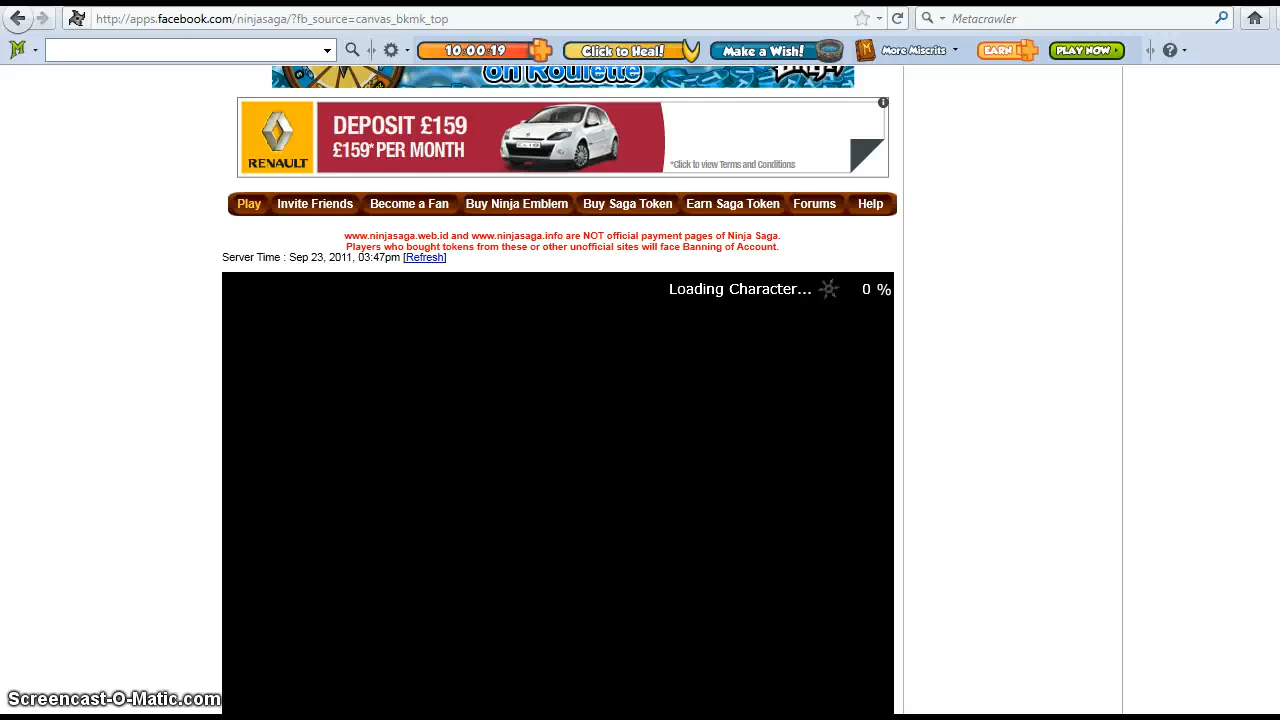 http://apps.facebook.com/ninjasaga/?fb_source=canvas_bkmk_top
Metacrawler
M
10:00:19
Click to Heal!
Make a Wish!
More Miscrits
EARN
PLAY NOW
?
on Roulette
RENAULT
DEPOSIT £159
£159* PER MONTH
*Click to view Terms and Conditions
i
Play Invite Friends Become a Fan Buy Ninja Emblem Buy Saga Token Earn Saga Token Forums Help
www.ninjasaga.web.id and www.ninjasaga.info are NOT official payment pages of Ninja Saga.
Players who bought tokens from these or other unofficial sites will face Banning of Account.
Server Time : Sep 23, 2011, 03:47pm [Refresh]
Loading Character... 0 %
Screencast-O-Matic.com